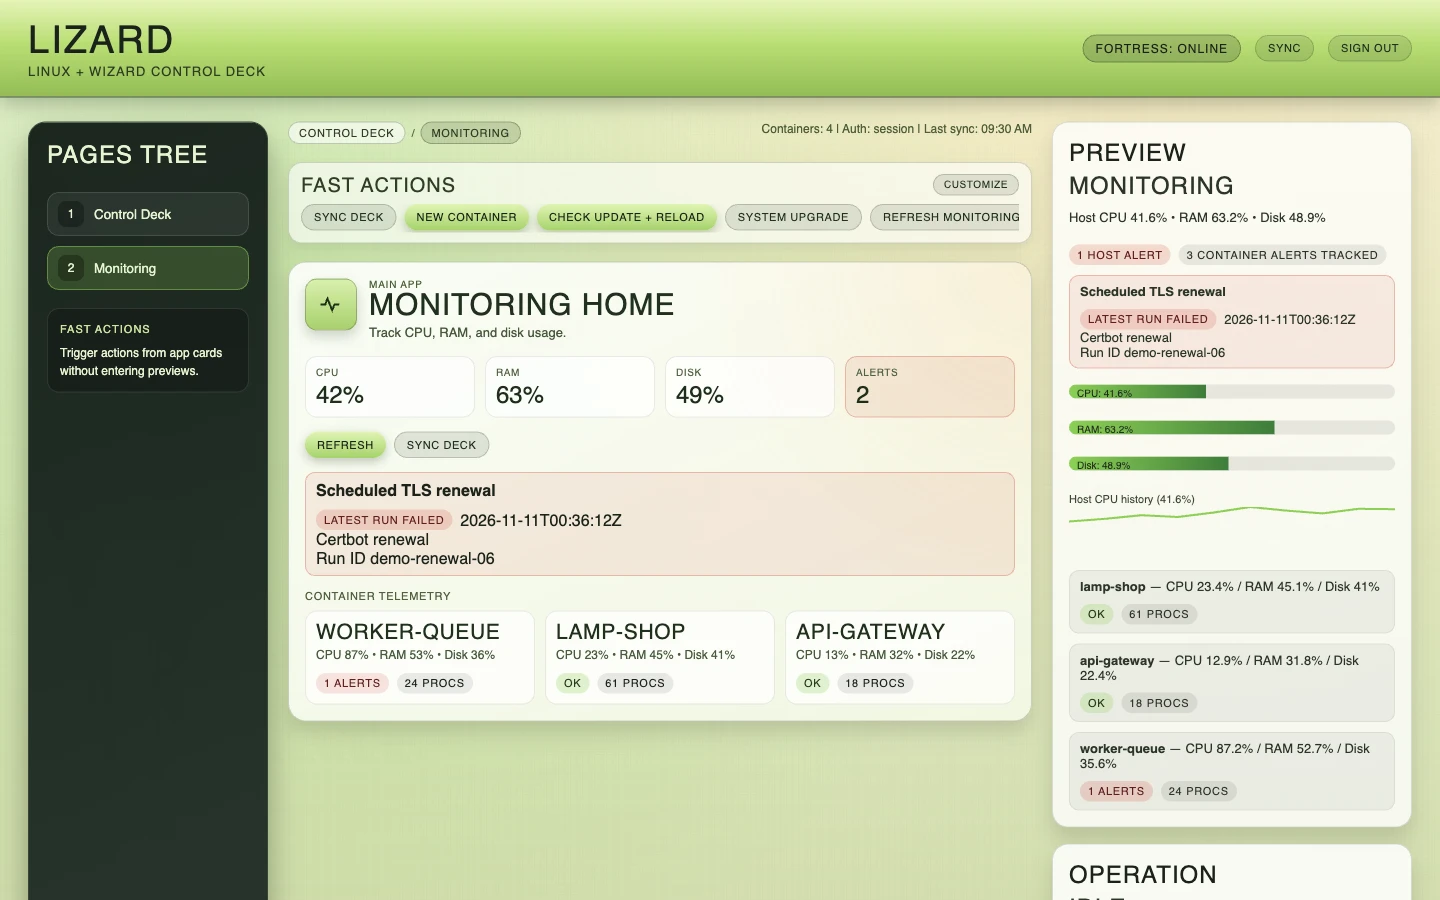 LIZARD
LINUX + WIZARD CONTROL DECK
FORTRESS: ONLINE
SYNC
SIGN OUT
PAGES TREE
1 Control Deck
2 Monitoring
FAST ACTIONS
Trigger actions from app cards
without entering previews.
CONTROL DECK / MONITORING
Containers: 4 | Auth: session | Last sync: 09:30 AM
FAST ACTIONS
CUSTOMIZE
SYNC DECK
NEW CONTAINER
CHECK UPDATE + RELOAD
SYSTEM UPGRADE
REFRESH MONITORING
MAIN APP
MONITORING HOME
Track CPU, RAM, and disk usage.
CPU
42%
RAM
63%
DISK
49%
ALERTS
2
REFRESH
SYNC DECK
Scheduled TLS renewal
LATEST RUN FAILED 2026-11-11T00:36:12Z
Certbot renewal
Run ID demo-renewal-06
CONTAINER TELEMETRY
WORKER-QUEUE
CPU 87% • RAM 53% • Disk 36%
1 ALERTS
24 PROCS
LAMP-SHOP
CPU 23% • RAM 45% • Disk 41%
OK
61 PROCS
API-GATEWAY
CPU 13% • RAM 32% • Disk 22%
OK
18 PROCS
PREVIEW
MONITORING
Host CPU 41.6% • RAM 63.2% • Disk 48.9%
1 HOST ALERT
3 CONTAINER ALERTS TRACKED
Scheduled TLS renewal
LATEST RUN FAILED 2026-11-11T00:36:12Z
Certbot renewal
Run ID demo-renewal-06
CPU: 41.6%
RAM: 63.2%
Disk: 48.9%
Host CPU history (41.6%)
lamp-shop — CPU 23.4% / RAM 45.1% / Disk 41%
OK
61 PROCS
api-gateway — CPU 12.9% / RAM 31.8% / Disk
22.4%
OK
18 PROCS
worker-queue — CPU 87.2% / RAM 52.7% / Disk
35.6%
1 ALERTS
24 PROCS
OPERATION